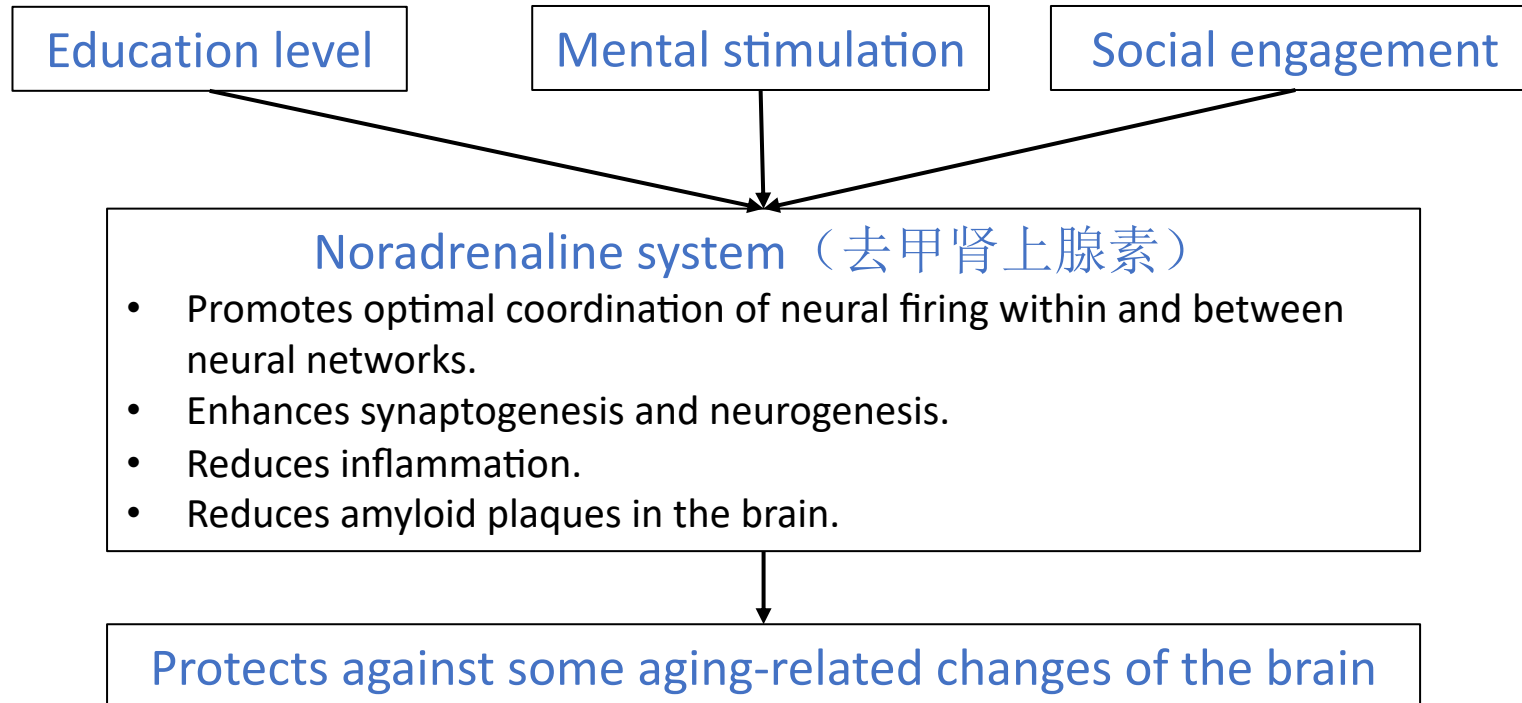 Education level
Mental stimulation
Social engagement
Noradrenaline system（去甲肾上腺素）
• Promotes optimal coordination of neural firing within and between
neural networks.
• Enhances synaptogenesis and neurogenesis.
• Reduces inflammation.
• Reduces amyloid plaques in the brain.
Protects against some aging-related changes of the brain